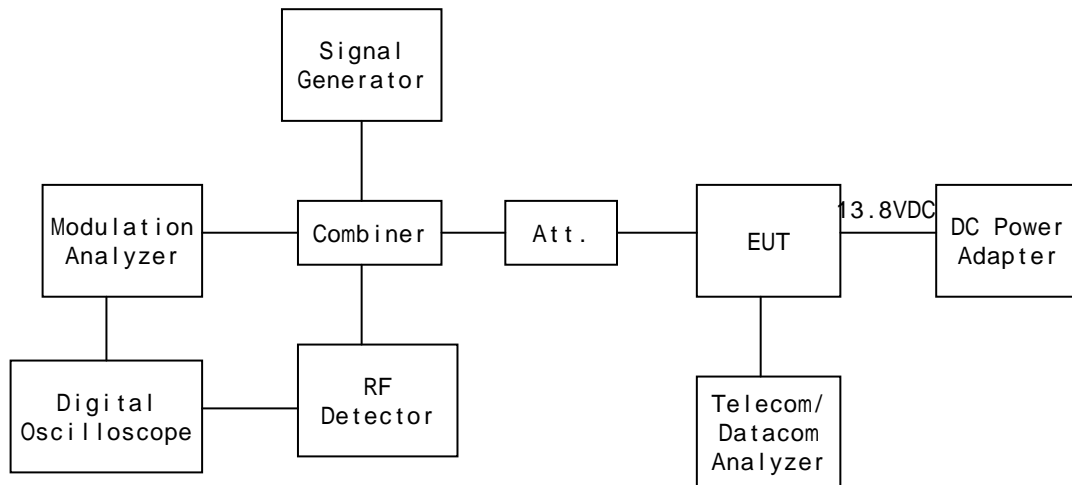 Signal
Generator
Modulation
Analyzer
Combiner
Att.
EUT
13.8VDC
DC Power
Adapter
Digital
Oscilloscope
RF
Detector
Telecom/
Datacom
Analyzer